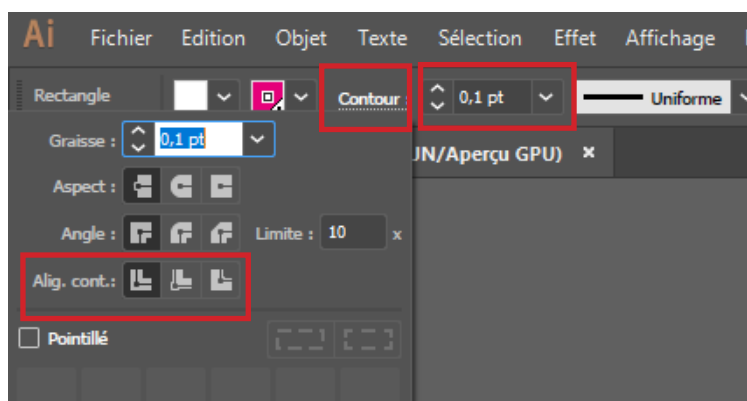 Ai Fichier Edition Objet Texte Sélection Effet Affichage
Rectangle Contour : 0,1 pt Uniforme
Graisse : 0,1 pt
UN/Aperçu GPU) ×
Aspect :
Angle : Limite : 10 x
Alig. cont.:
Pointillé